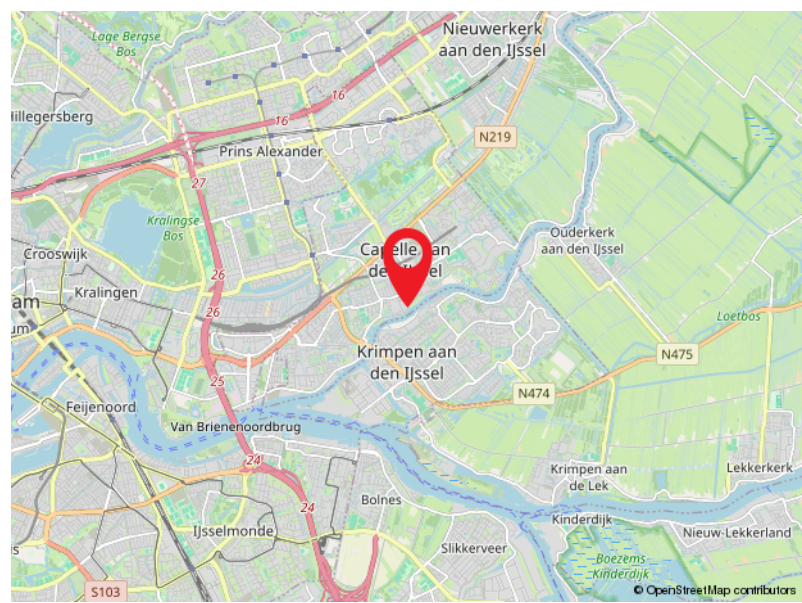 Nieuwerkerk
aan den IJssel
Lage Bergse
Bos
16
16
Hillegersberg
N219
Prins Alexander
27
Kralingse
Bos
Ouderkerk
aan den IJssel
Crooswijk
Capelle aan
den IJssel
26
Kralingen
26
Loetbos
Krimpen aan
den IJssel
N475
25
N474
Feijenoord
Van Brienenoordbrug
24
Krimpen aan
de Lek
Lekkerkerk
Bolnes
24
Kinderdijk
IJsselmonde
Nieuw-Lekkerland
Slikkerveer
Boezems
Kinderdijk
S103
© OpenStreetMap contributors